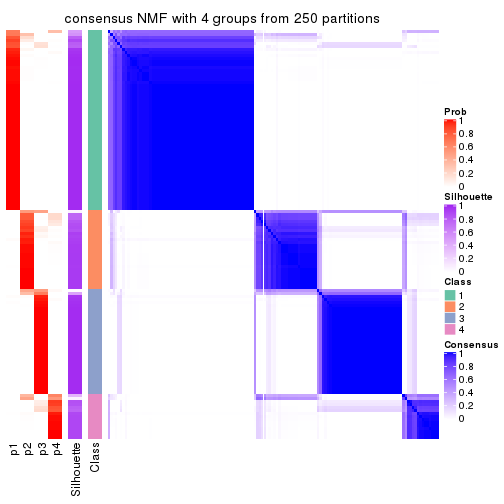 consensus NMF with 4 groups from 250 partitions
Prob
1
0.8
0.6
0.4
0.2
0
Silhouette
1
0.8
0.6
0.4
0.2
0
Class
1
2
3
4
Consensus
1
0.8
0.6
0.4
0.2
0
p1
p2
p3
p4
Silhouette
Class